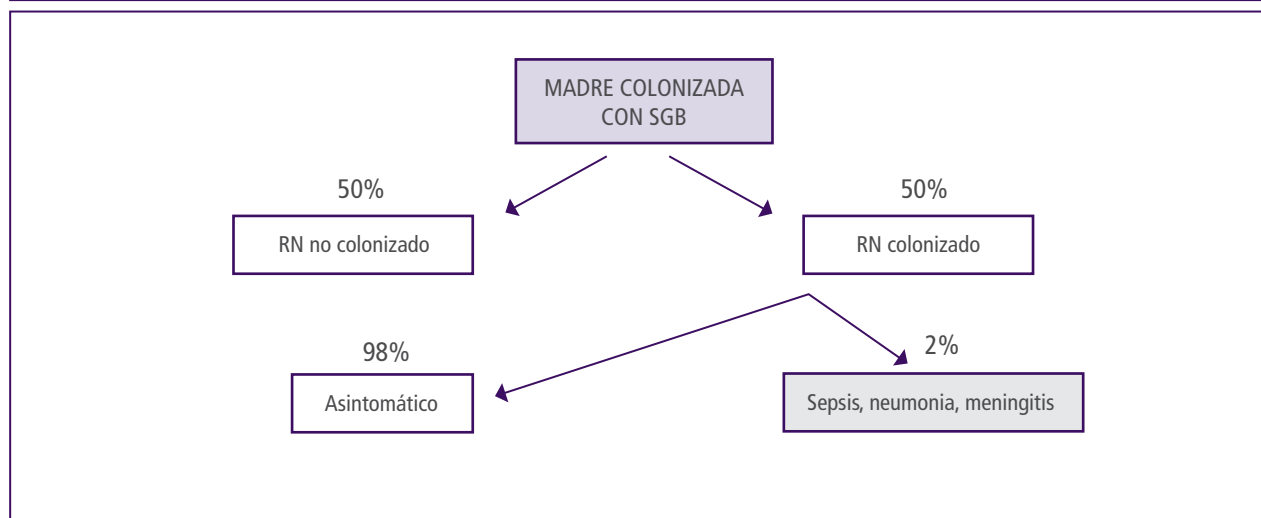 MADRE COLONIZADA
CON SGB
50%
50%
RN no colonizado
RN colonizado
98%
2%
Asintomático
Sepsis, neumonia, meningitis